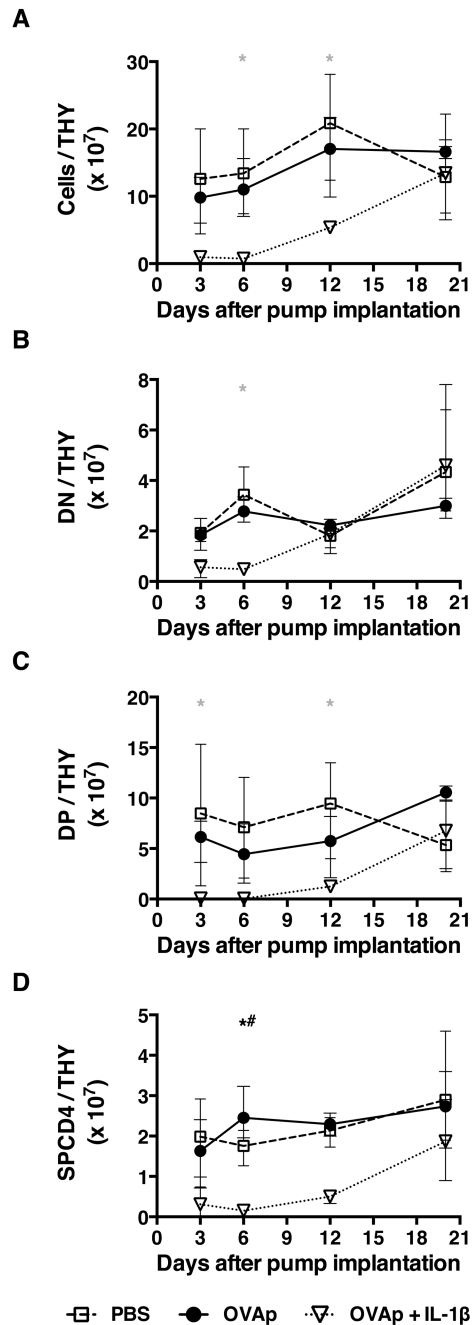 A
* *
30
20
10
0
Cells / THY
(x 10⁷)
0 3 6 9 12 15 18 21
Days after pump implantation
B
*
8
6
4
2
0
DN / THY
(x 10⁷)
0 3 6 9 12 15 18 21
Days after pump implantation
C
* *
20
15
10
5
0
DP / THY
(x 10⁷)
0 3 6 9 12 15 18 21
Days after pump implantation
D
*#
5
4
3
2
1
0
SPCD4 / THY
(x 10⁷)
0 3 6 9 12 15 18 21
Days after pump implantation
PBS OVAp OVAp + IL-1β